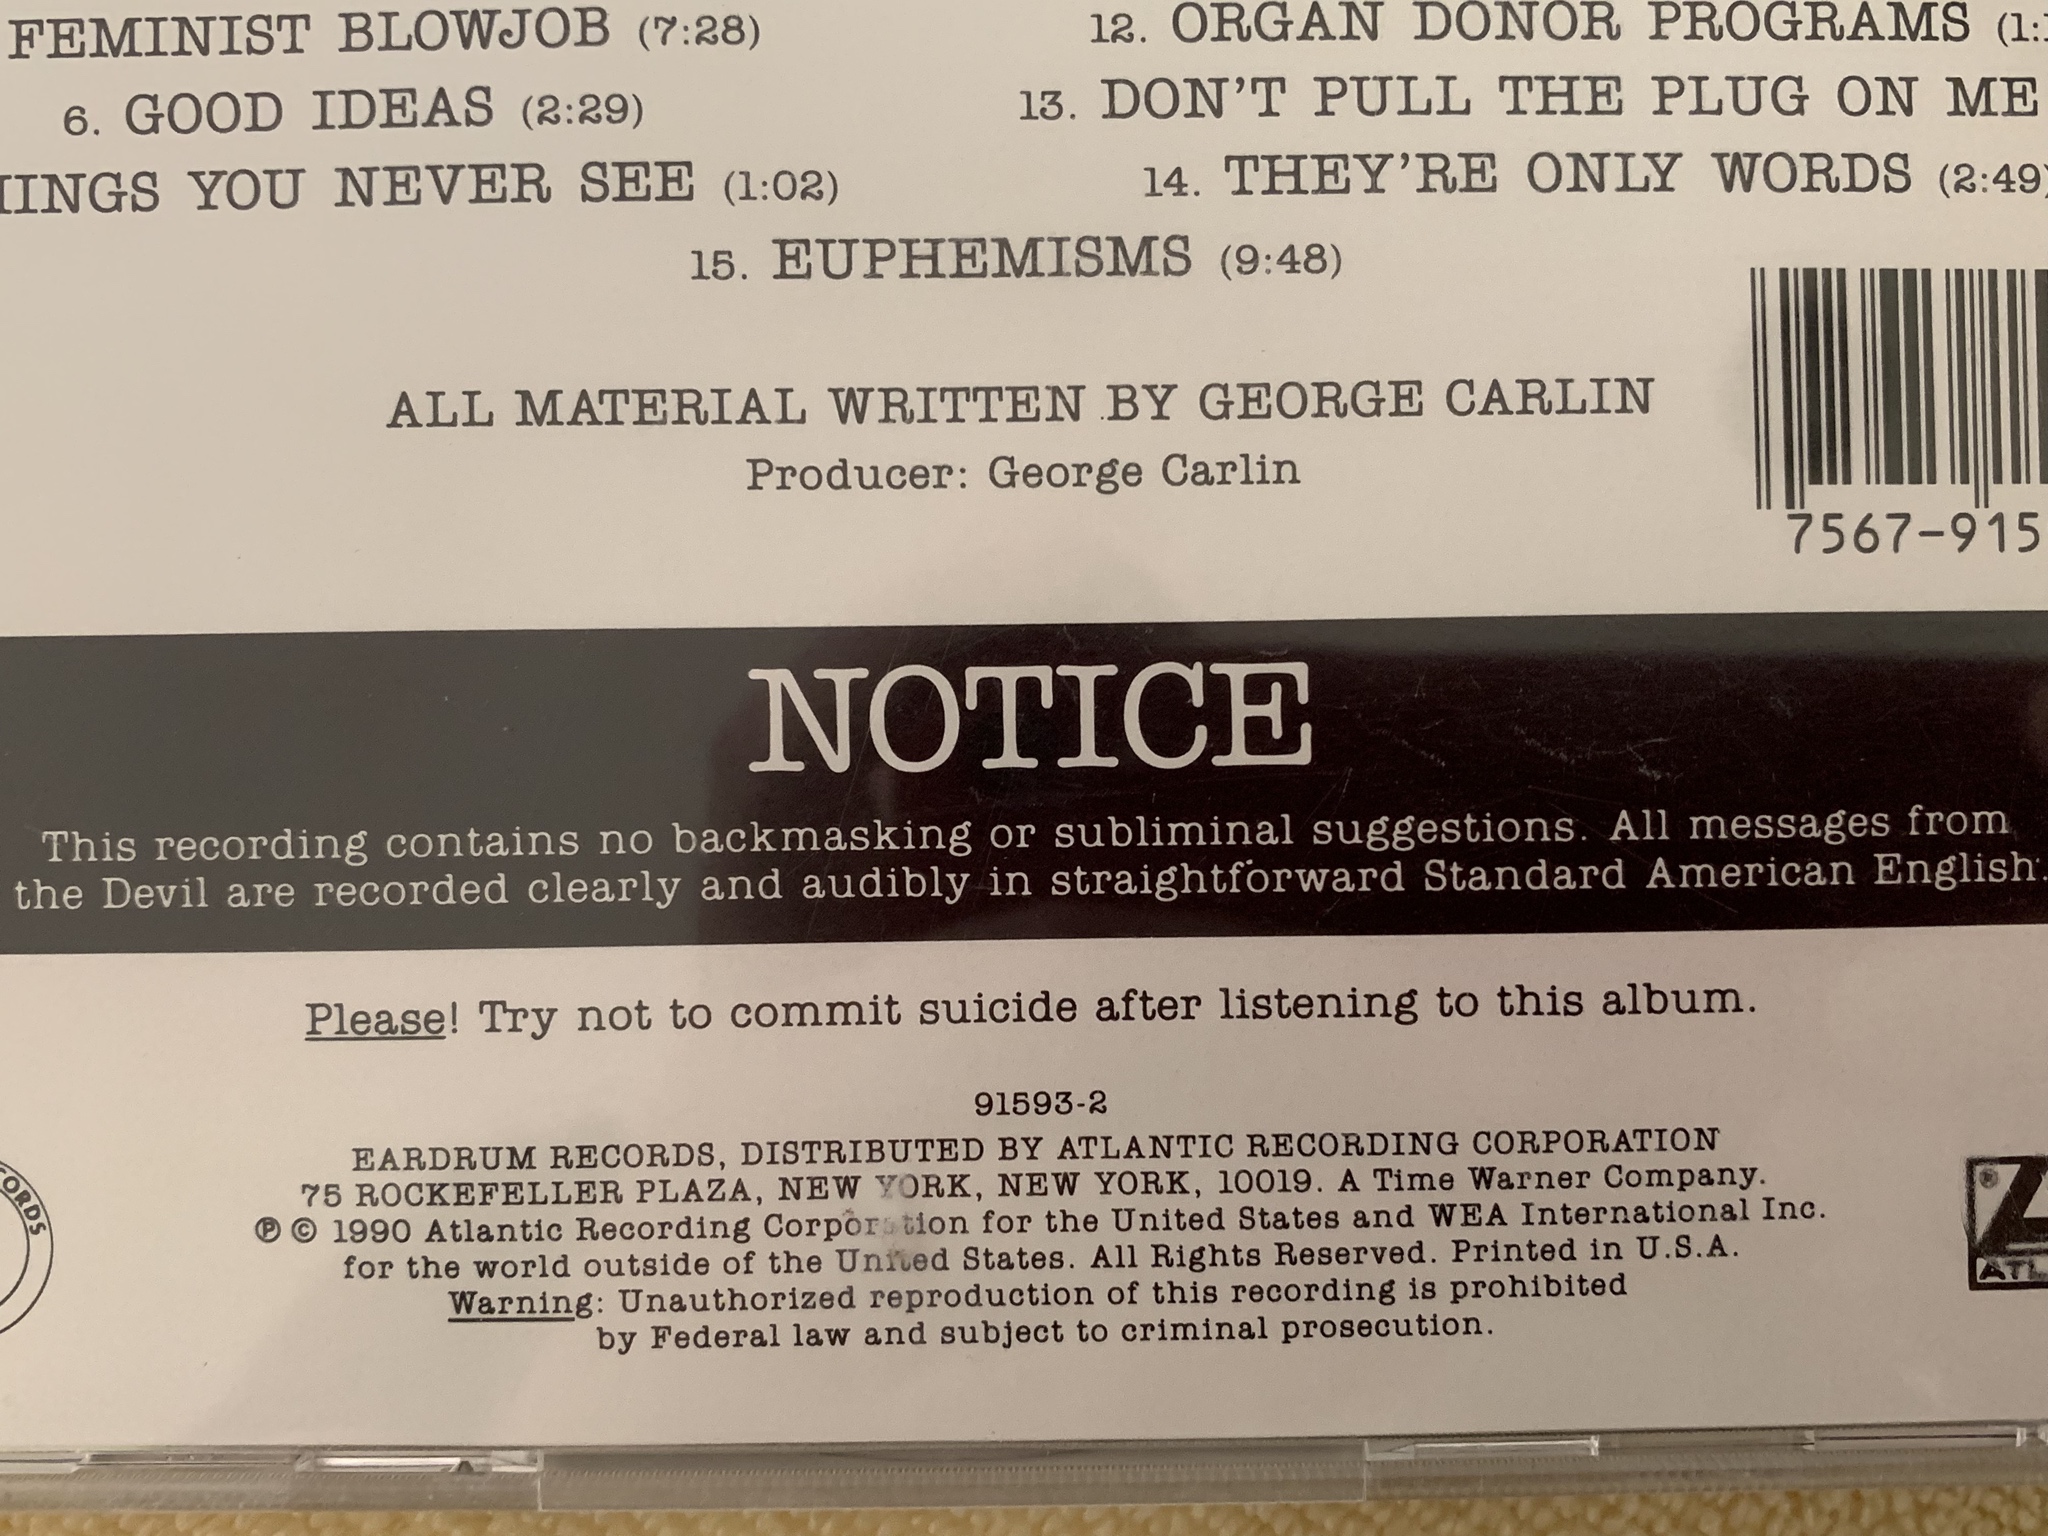 FEMINIST BLOWJOB (7:28)
6. GOOD IDEAS (2:29)
HINGS YOU NEVER SEE (1:02)
12. ORGAN DONOR PROGRAMS (1:
13. DON'T PULL THE PLUG ON ME
14. THEY'RE ONLY WORDS (2:49)
15. EUPHEMISMS (9:48)
ALL MATERIAL WRITTEN BY GEORGE CARLIN
Producer: George Carlin
7567-915
NOTICE
This recording contains no backmasking or subliminal suggestions. All messages from
the Devil are recorded clearly and audibly in straightforward Standard American English.
Please! Try not to commit suicide after listening to this album.
91593-2
EARDRUM RECORDS, DISTRIBUTED BY ATLANTIC RECORDING CORPORATION
75 ROCKEFELLER PLAZA, NEW YORK, NEW YORK, 10019. A Time Warner Company.
℗ © 1990 Atlantic Recording Corporation for the United States and WEA International Inc.
for the world outside of the United States. All Rights Reserved. Printed in U.S.A.
Warning: Unauthorized reproduction of this recording is prohibited
by Federal law and subject to criminal prosecution.
ORDS
ATL